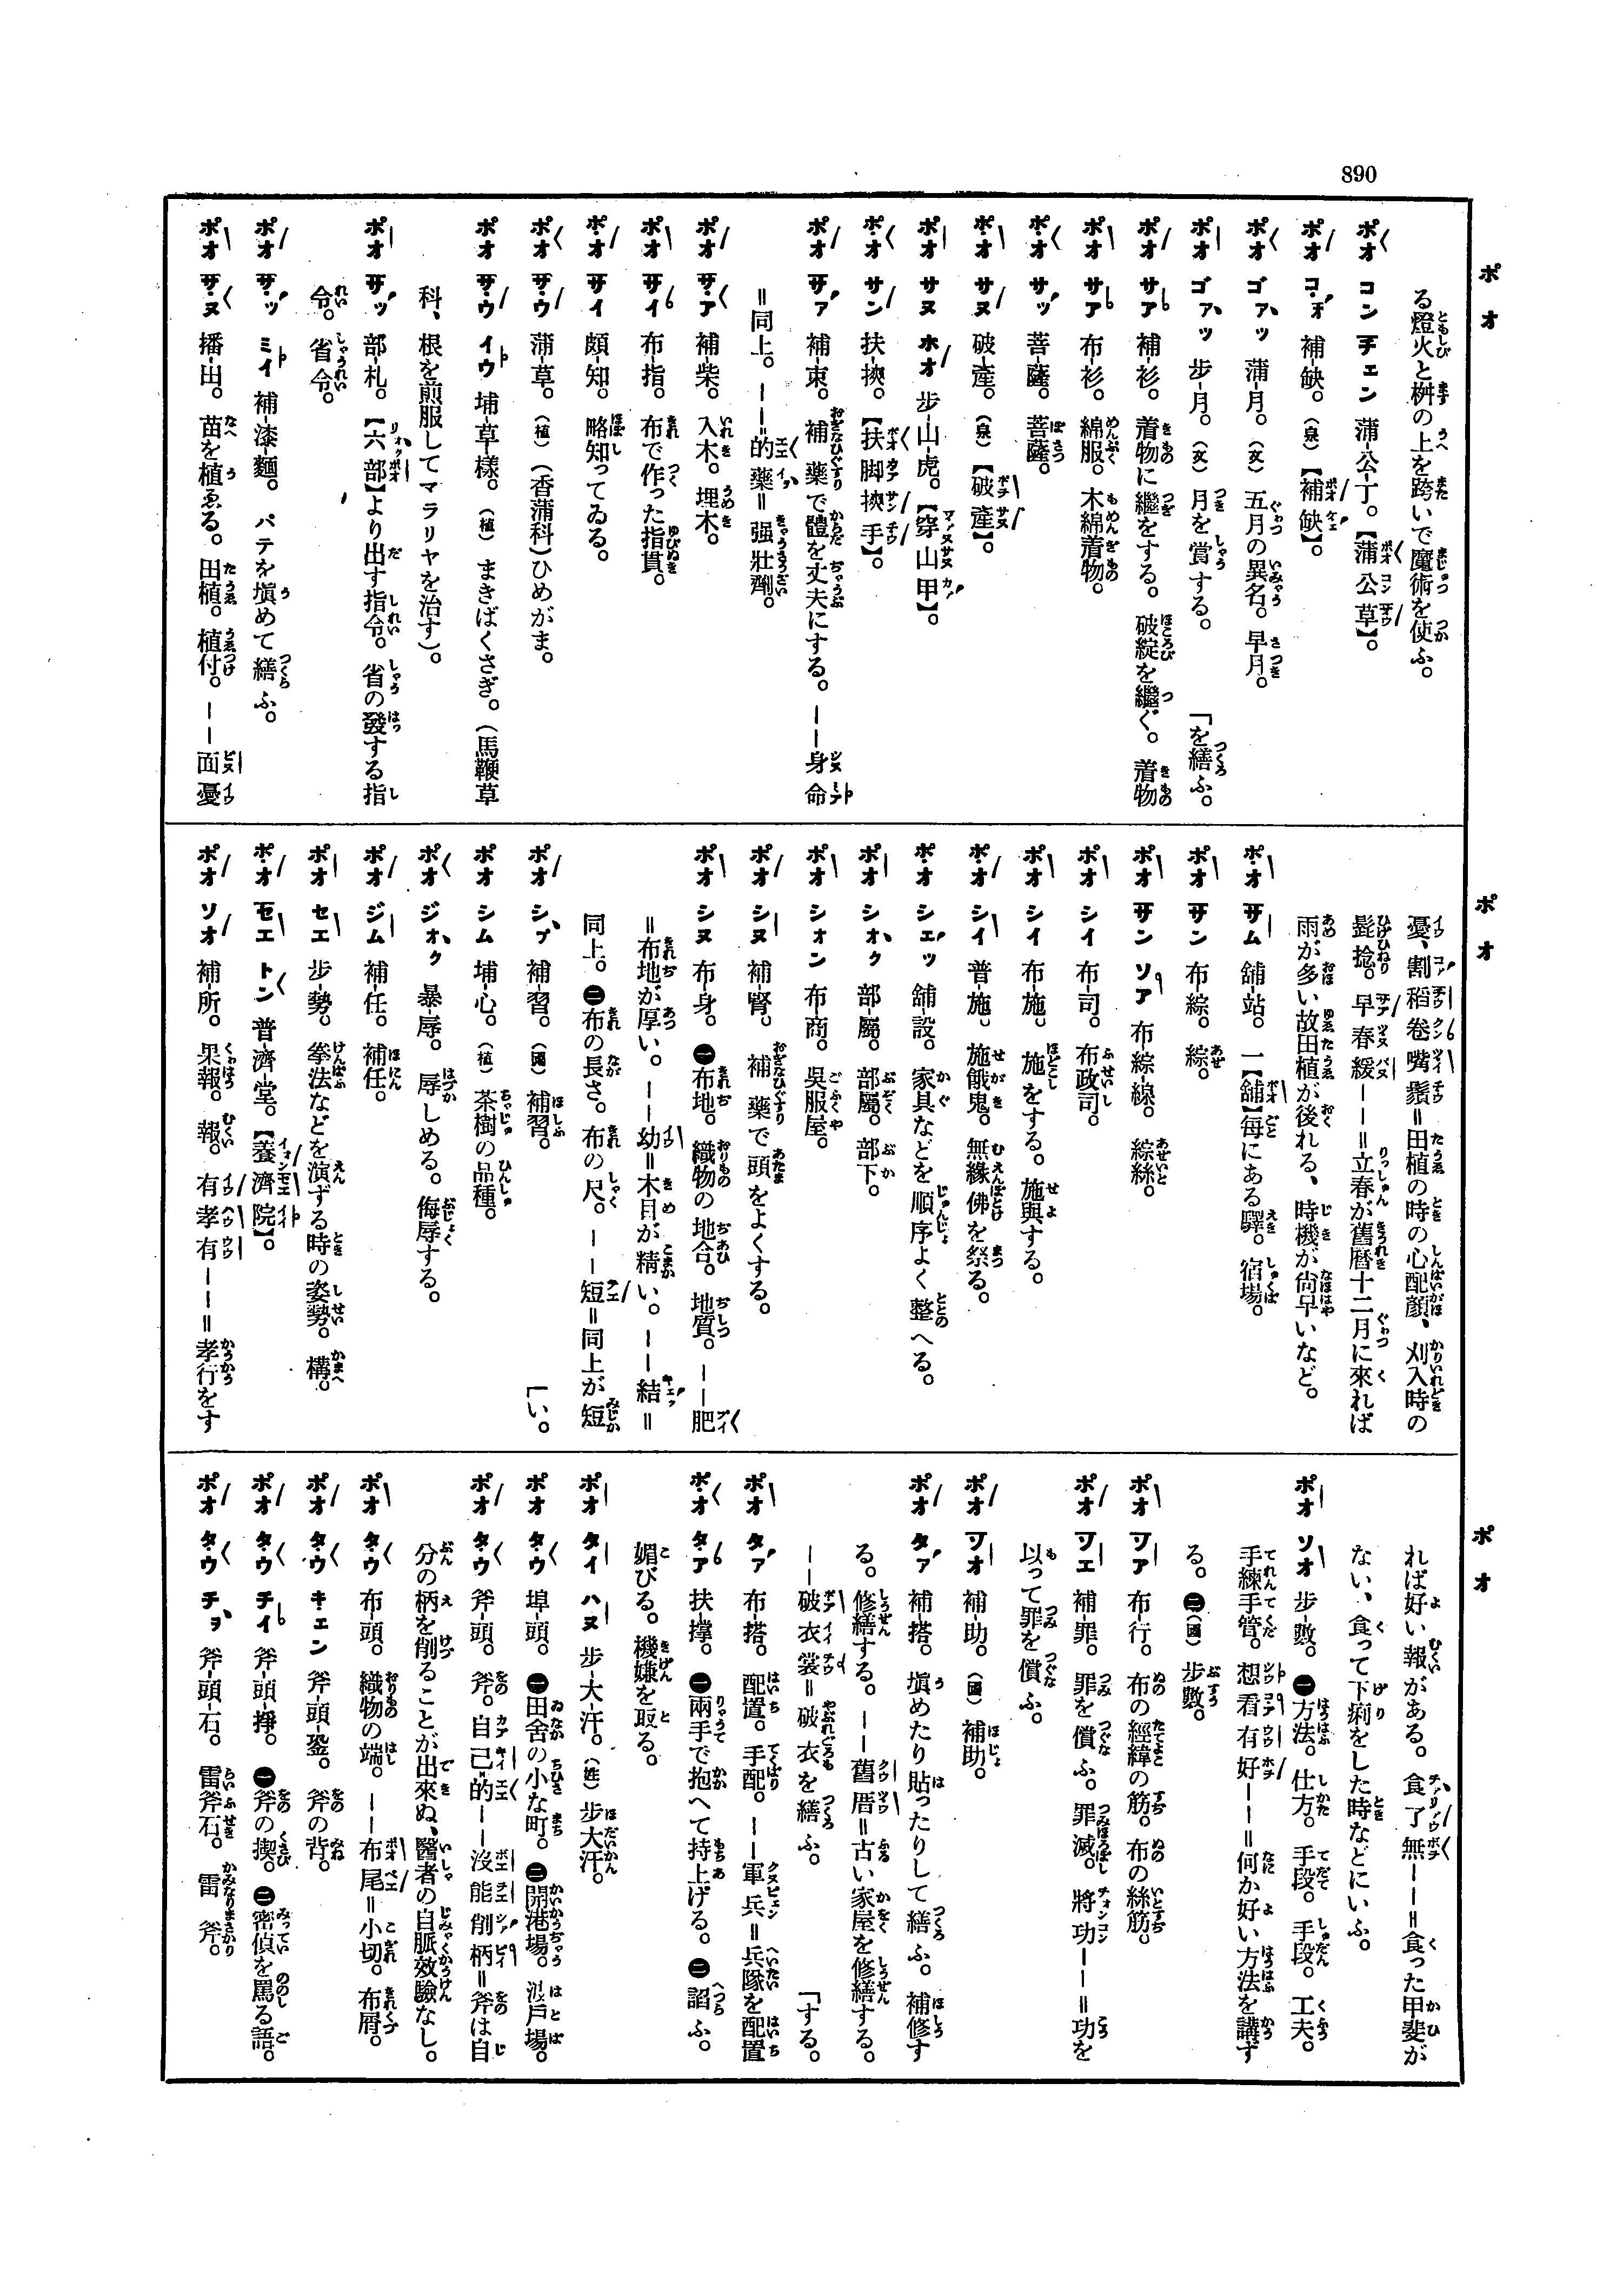 890
ポオ
る燈火と桝の上を跨いで魔術を使ふ。
ポオ コン チェン 蒲-公-丁。【蒲公草】。
ポオ コ・ヲ 補-缺。(泉)【補缺】。
ポオ ゴァッ 蒲-月。(文) 五月の異名。早月。
ポオ ゴァッ 步-月。(文) 月を賞する。 「を繕ふ。
ポオ サア 補-衫。着物に繼をする。破綻を繼ぐ。着物
ポオ サア 布-衫。綿服。木綿着物。
ポ・オ サッ 菩-薩。菩薩。
ポ・オ サヌ 破-產。(泉)【破產】。
ポオ サヌ ホオ 步-山-虎。【穿山甲】。
ポ・オ サン 扶-挾。【扶脚挾手】。
ポオ サァ 補-束。補藥で體を丈夫にする。——身命
=同上。——的藥=强壯劑。
ポオ サ・ア 補-柴。入木。埋木。
ポオ サイ 布-指。布で作った指貫。
ポ・オ サイ 頗-知。略知ってゐる。
ポ・オ サ・ウ 蒲-草。(植)(香蒲科)ひめがま。
ポオ サ・ウ イウ 埔-草-樣。(植) まきばくさぎ。(馬鞭草
科、根を煎服してマラリヤを治す)。
ポオ サッ 部-札。【六部】より出す指令。省の發する指
令。省令。
ポオ サ・ッ ミイ 補-漆-麵。パテを塡めて繕ふ。
ポオ サ・ヌ 播-出。苗を植ゑる。田植。植付。——面憂
ポオ
憂、割稻卷嘴鬚=田植の時の心配顏、刈入時の
髭捻。早春緩——=立春が舊曆十二月に來れば
雨が多い故田植が後れる、時機が尙早いなど。
ポ・オ サム 舖-站。一【舖】每にある驛。宿場。
ポオ サン 布-綜。綜。
ポオ サン ソア 布-綜-線。綜絲。
ポオ シイ 布-司。布政司。
ポオ シイ 布-施。施をする。施與する。
ポ・オ シイ 普-施。施餓鬼。無緣佛を祭る。
ポ・オ シェッ 舖-設。家具などを順序よく整へる。
ポオ シォク 部-屬。部屬。部下。
ポオ シォン 布-商。吳服屋。
ポオ シヌ 補-腎。補藥で頭をよくする。
ポオ シヌ 布-身。㊀布地。織物の地合。地質。——肥
=布地が厚い。——幼=木目が精い。——結=
同上。㊁布の長さ。布の尺。——短=同上が短
ポオ シプ 補-習。(國) 補習。 「い。
ポオ シム 埔-心。(植) 茶樹の品種。
ポオ ジォク 暴-辱。辱しめる。侮辱する。
ポオ ジム 補-任。補任。
ポオ セエ 步-勢。拳法などを演ずる時の姿勢。構。
ポ・オ セエ トン 普-濟-堂。【養濟院】。
ポオ ソオ 補-所。果報。報。有孝有——=孝行をす
ポオ
れば好い報がある。食了無——=食った甲斐が
ない、食って下痢をした時などにいふ。
ポオ ソオ 步-數。㊀方法。仕方。手段。手段。工夫。
手練手管。想看有好——=何か好い方法を講ず
る。㊁(國) 步數。
ポオ ソア 布-行。布の經緯の筋。布の絲筋。
ポオ ソエ 補-罪。罪を償ふ。罪滅。將功——=功を
以って罪を償ふ。
ポオ ソオ 補-助。(國) 補助。
ポオ タァ 補-搭。塡めたり貼ったりして繕ふ。補修す
る。修繕する。——舊厝=古い家屋を修繕する。
——破衣裳=破衣を繕ふ。 「する。
ポオ タァ 布-搭。配置。手配。——軍兵=兵隊を配置
ポ・オ タ・ア 扶-撑。㊀兩手で抱へて持上げる。㊁諂ふ。
媚びる。機嫌を取る。
ポオ タイ ハヌ 步-大-汗。(姓) 步大汗。
ポオ タ・ウ 埠-頭。㊀田舍の小な町。㊁開港場。波戶場。
ポオ タ・ウ 斧-頭。斧。自己的——沒能削柄=斧は自
分の柄を削ることが出來ぬ、醫者の自脈效驗なし。
ポオ タ・ウ 布-頭。織物の端。——布尾=小切。布屑。
ポオ タ・ウ キ・ェン 斧-頭-銎。斧の背。
ポオ タ・ウ チイ 斧-頭-掙。㊀斧の揳。㊁密偵を罵る語。
ポオ タ・ウ チヲ 斧-頭-石。雷斧石。雷斧。